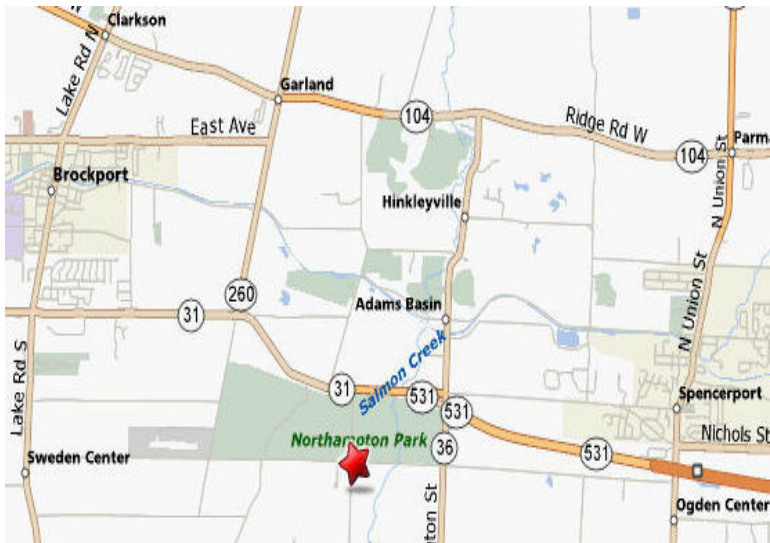 Clarkson
Lake Rd N
Garland
104
Ridge Rd W
East Ave
N Union St
Parma
104
Brockport
Hinkleyville
260
31
Adams Basin
N Union St
Salmon Creek
31
531
531
Spencerport
Lake Rd S
Northampton Park
36
531
Nichols St
Sweden Center
ton St
Ogden Center